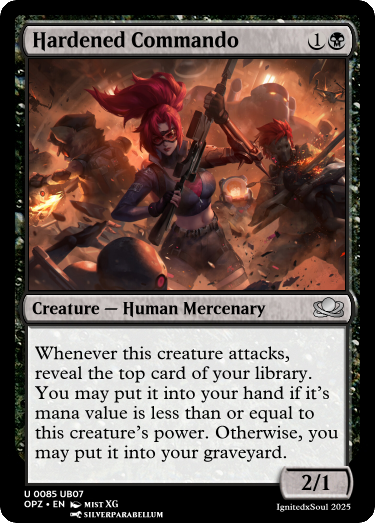 Hardened Commando 1
Creature — Human Mercenary
Whenever this creature attacks,
reveal the top card of your library.
You may put it into your hand if it's
mana value is less than or equal to
this creature's power. Otherwise, you
may put it into your graveyard.
2/1
U 0085 UB07
OPZ • EN MIST XG
SILVERPARABELLUM
IgnitedxSoul 2025